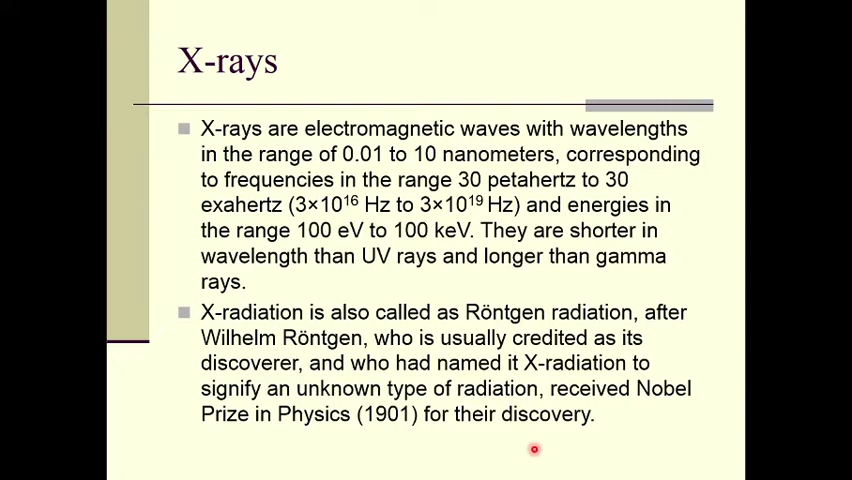 X-rays
X-rays are electromagnetic waves with wavelengths
in the range of 0.01 to 10 nanometers, corresponding
to frequencies in the range 30 petahertz to 30
exahertz (3×10¹⁶ Hz to 3×10¹⁹ Hz) and energies in
the range 100 eV to 100 keV. They are shorter in
wavelength than UV rays and longer than gamma
rays.
X-radiation is also called as Röntgen radiation, after
Wilhelm Röntgen, who is usually credited as its
discoverer, and who had named it X-radiation to
signify an unknown type of radiation, received Nobel
Prize in Physics (1901) for their discovery.